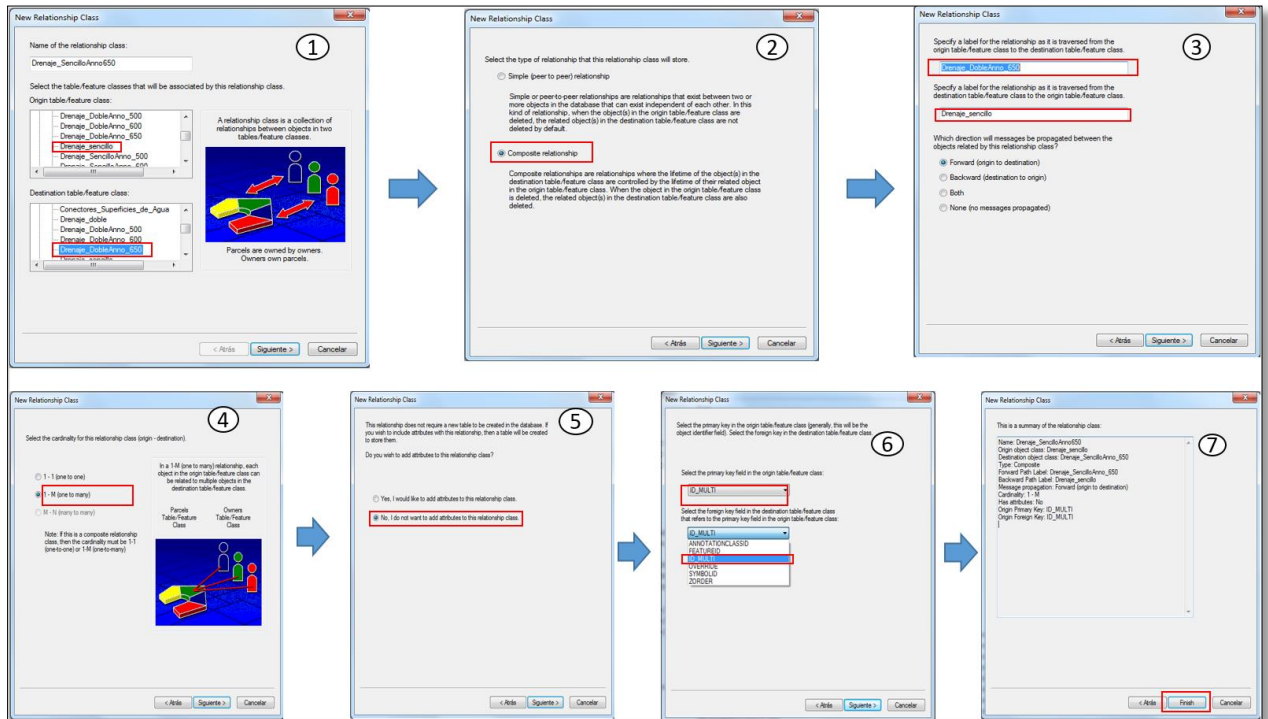 New Relationship Class
1
Name of the relationship class:
Drenaje_SencilloAnno650
Select the table/feature classes that will be associated by this relationship class.
Origin table/feature class:
Drenaje_DobleAnno_500
Drenaje_DobleAnno_600
Drenaje_DobleAnno_650
Drenaje_sencillo
Drenaje_SencilloAnno_500
Drenaje_SencilloAnno_600
A relationship class is a collection of
relationships between objects in two
tables/feature classes.
Destination table/feature class:
Conectores_Superficies_de_Agua
Drenaje_doble
Drenaje_DobleAnno_500
Drenaje_DobleAnno_600
Drenaje_DobleAnno_650
Drenaje_sencillo
Parcels are owned by owners.
Owners own parcels.
< Atrás
Siguiente >
Cancelar
New Relationship Class
2
Select the type of relationship that this relationship class will store.
Simple (peer to peer) relationship
Simple or peer-to-peer relationships are relationships that exist between two or
more objects in the database that can exist independent of each other. In this
kind of relationship, when the object(s) in the origin table/feature class are
deleted, the related object(s) in the destination table/feature class are not
deleted by default.
Composite relationship
Composite relationships are relationships where the lifetime of the object(s) in the
destination table/feature class are controlled by the lifetime of their related object
in the origin table/feature class. When the object in the origin table/feature class
is deleted, the related object(s) in the destination table/feature class are also
deleted.
< Atrás
Siguiente >
Cancelar
New Relationship Class
3
Specify a label for the relationship as it is traversed from the
origin table/feature class to the destination table/feature class.
Drenaje_DobleAnno_650
Specify a label for the relationship as it is traversed from the
destination table/feature class to the origin table/feature class.
Drenaje_sencillo
Which direction will messages be propagated between the
objects related by this relationship class?
Forward (origin to destination)
Backward (destination to origin)
Both
None (no messages propagated)
< Atrás
Siguiente >
Cancelar
New Relationship Class
4
Select the cardinality for this relationship class (origin - destination).
1 - 1 (one to one)
1 - M (one to many)
M - N (many to many)
Note: If this is a composite relationship
class, then the cardinality must be 1-1
(one-to-one) or 1-M (one-to-many)
In a 1-M (one to many) relationship, each
object in the origin table/feature class can
be related to multiple objects in the
destination table/feature class.
Parcels
Table/Feature
Class
Owners
Table/Feature
Class
< Atrás
Siguiente >
Cancelar
New Relationship Class
5
This relationship does not require a new table to be created in the database. If
you wish to include attributes with this relationship, then a table will be created
to store them.
Do you wish to add attributes to this relationship class?
Yes, I would like to add attributes to this relationship class.
No, I do not want to add attributes to this relationship class.
< Atrás
Siguiente >
Cancelar
New Relationship Class
6
Select the primary key in the origin table/feature class (generally, this will be the
object identifier field). Select the foreign key in the destination table/feature class.
Select the primary key field in the origin table/feature class:
ID_MULTI
Select the foreign key field in the destination table/feature class
that refers to the primary key field in the origin table/feature class:
ID_MULTI
ANNOTATIONCLASSID
FEATUREID
ID_MULTI
OVERRIDE
SYMBOLID
ZORDER
< Atrás
Siguiente >
Cancelar
New Relationship Class
7
This is a summary of the relationship class:
Name: Drenaje_SencilloAnno650
Origin object class: Drenaje_sencillo
Destination object class: Drenaje_SencilloAnno_650
Type: Composite
Forward Path Label: Drenaje_SencilloAnno_650
Backward Path Label: Drenaje_sencillo
Message propagation: Forward (origin to destination)
Cardinality: 1 - M
Has attributes: No
Origin Primary Key: ID_MULTI
Origin Foreign Key: ID_MULTI
< Atrás
Finish
Cancelar